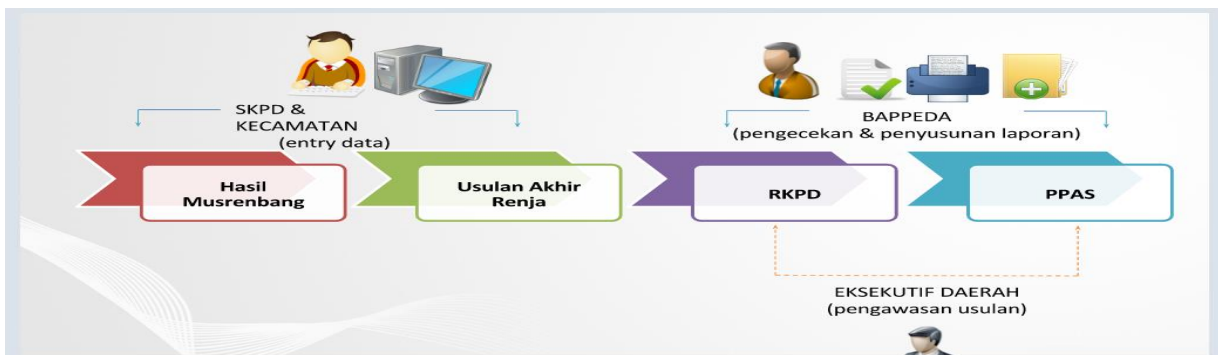 SKPD &
KECAMATAN
(entry data)
BAPPEDA
(pengecekan & penyusunan laporan)
Hasil
Musrenbang
Usulan Akhir
Renja
RKPD
PPAS
EKSEKUTIF DAERAH
(pengawasan usulan)